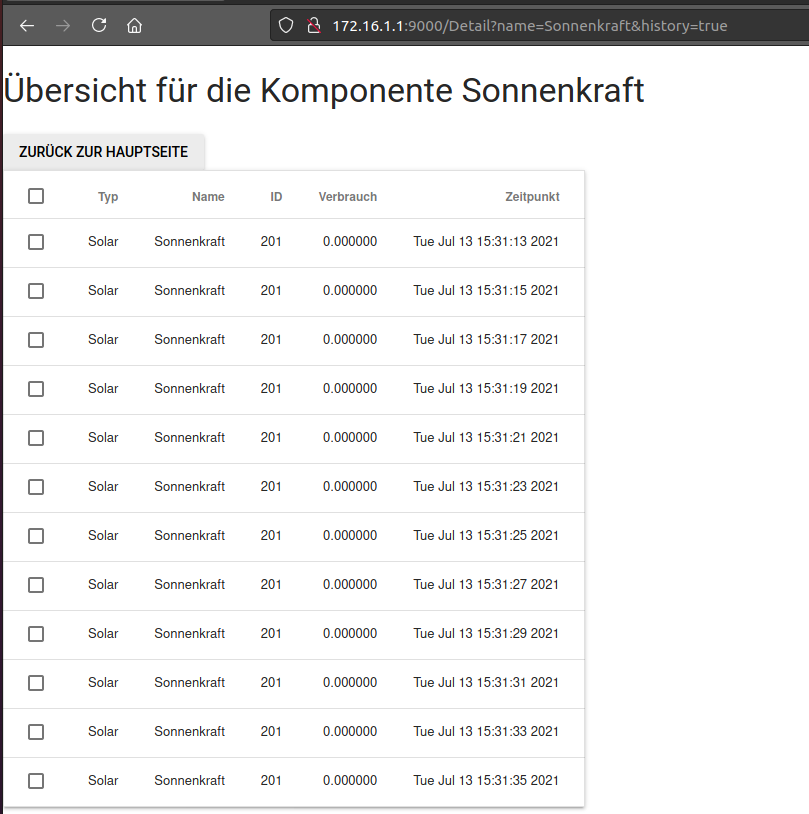 172.16.1.1:9000/Detail?name=Sonnenkraft&history=true
Übersicht für die Komponente Sonnenkraft
ZURÜCK ZUR HAUPTSEITE
Typ Name ID Verbrauch Zeitpunkt
Solar Sonnenkraft 201 0.000000 Tue Jul 13 15:31:13 2021
Solar Sonnenkraft 201 0.000000 Tue Jul 13 15:31:15 2021
Solar Sonnenkraft 201 0.000000 Tue Jul 13 15:31:17 2021
Solar Sonnenkraft 201 0.000000 Tue Jul 13 15:31:19 2021
Solar Sonnenkraft 201 0.000000 Tue Jul 13 15:31:21 2021
Solar Sonnenkraft 201 0.000000 Tue Jul 13 15:31:23 2021
Solar Sonnenkraft 201 0.000000 Tue Jul 13 15:31:25 2021
Solar Sonnenkraft 201 0.000000 Tue Jul 13 15:31:27 2021
Solar Sonnenkraft 201 0.000000 Tue Jul 13 15:31:29 2021
Solar Sonnenkraft 201 0.000000 Tue Jul 13 15:31:31 2021
Solar Sonnenkraft 201 0.000000 Tue Jul 13 15:31:33 2021
Solar Sonnenkraft 201 0.000000 Tue Jul 13 15:31:35 2021